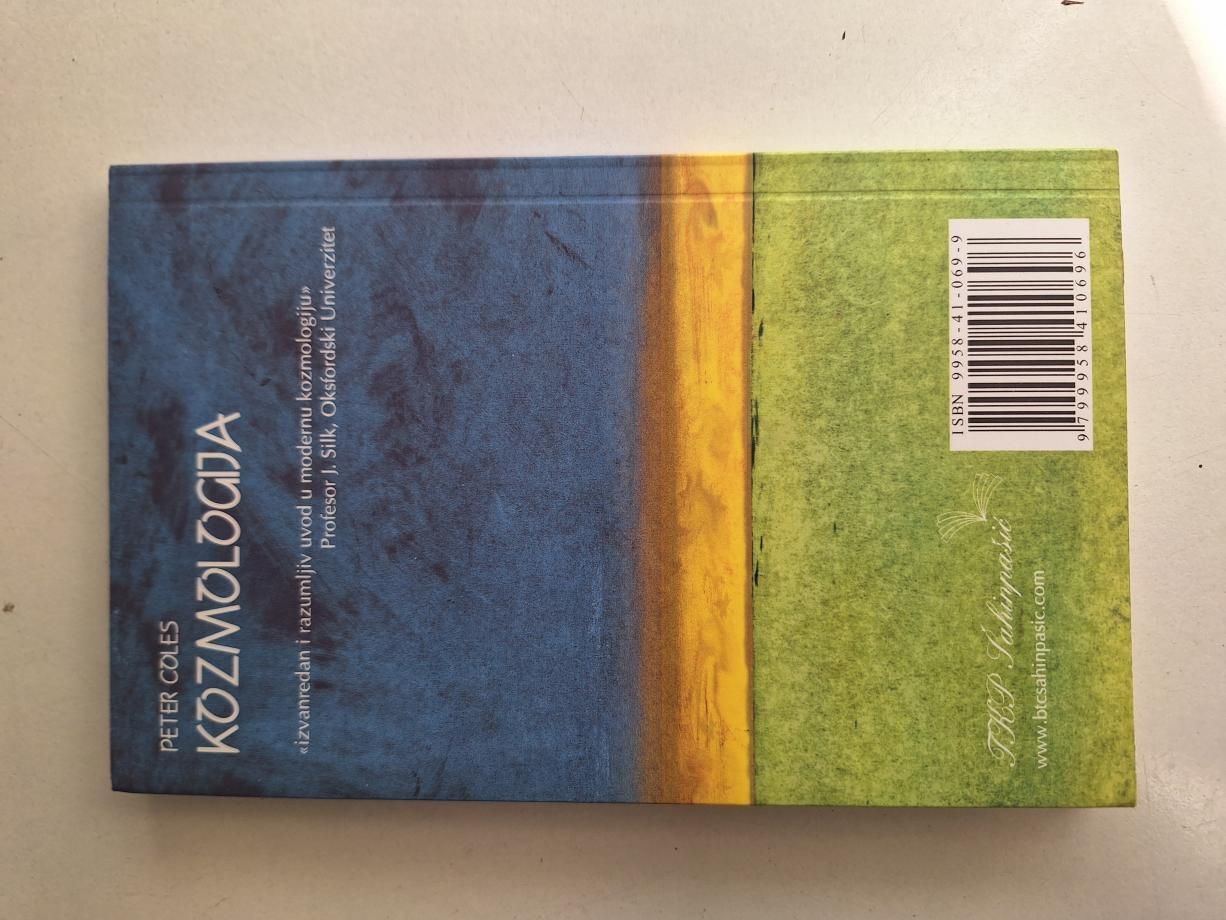 PETER COLES
KOZMOLOGIJA
«izvanredan i razumljiv uvod u modernu kozmologiju»
Profesor J. Silk, Oksfordski Univerzitet
TKP Šahinpašić
www.btcsahinpasic.com
ISBN 9958-41-069-9
9 799958 410696